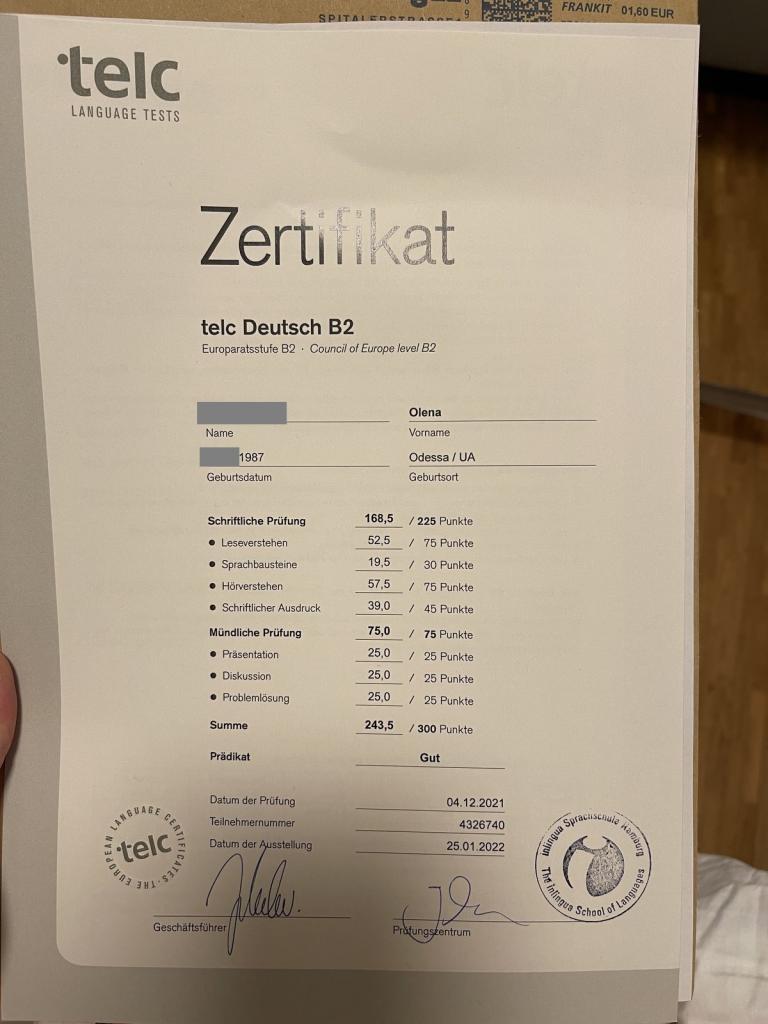 SPITALERSTRASSE
FRANKIT 01,60 EUR
telc
LANGUAGE TESTS
Zertifikat
telc Deutsch B2
Europaratsstufe B2 · Council of Europe level B2
Olena
Name Vorname
1987 Odessa / UA
Geburtsdatum Geburtsort
Schriftliche Prüfung 168,5 / 225 Punkte
• Leseverstehen 52,5 / 75 Punkte
• Sprachbausteine 19,5 / 30 Punkte
• Hörverstehen 57,5 / 75 Punkte
• Schriftlicher Ausdruck 39,0 / 45 Punkte
Mündliche Prüfung 75,0 / 75 Punkte
• Präsentation 25,0 / 25 Punkte
• Diskussion 25,0 / 25 Punkte
• Problemlösung 25,0 / 25 Punkte
Summe 243,5 / 300 Punkte
Prädikat Gut
Datum der Prüfung 04.12.2021
Teilnehmernummer 4326740
Datum der Ausstellung 25.01.2022
telc
THE EUROPEAN LANGUAGE CERTIFICATES
inlingua Sprachschule Hamburg
The Inlingua School of Languages
Geschäftsführer Prüfungszentrum